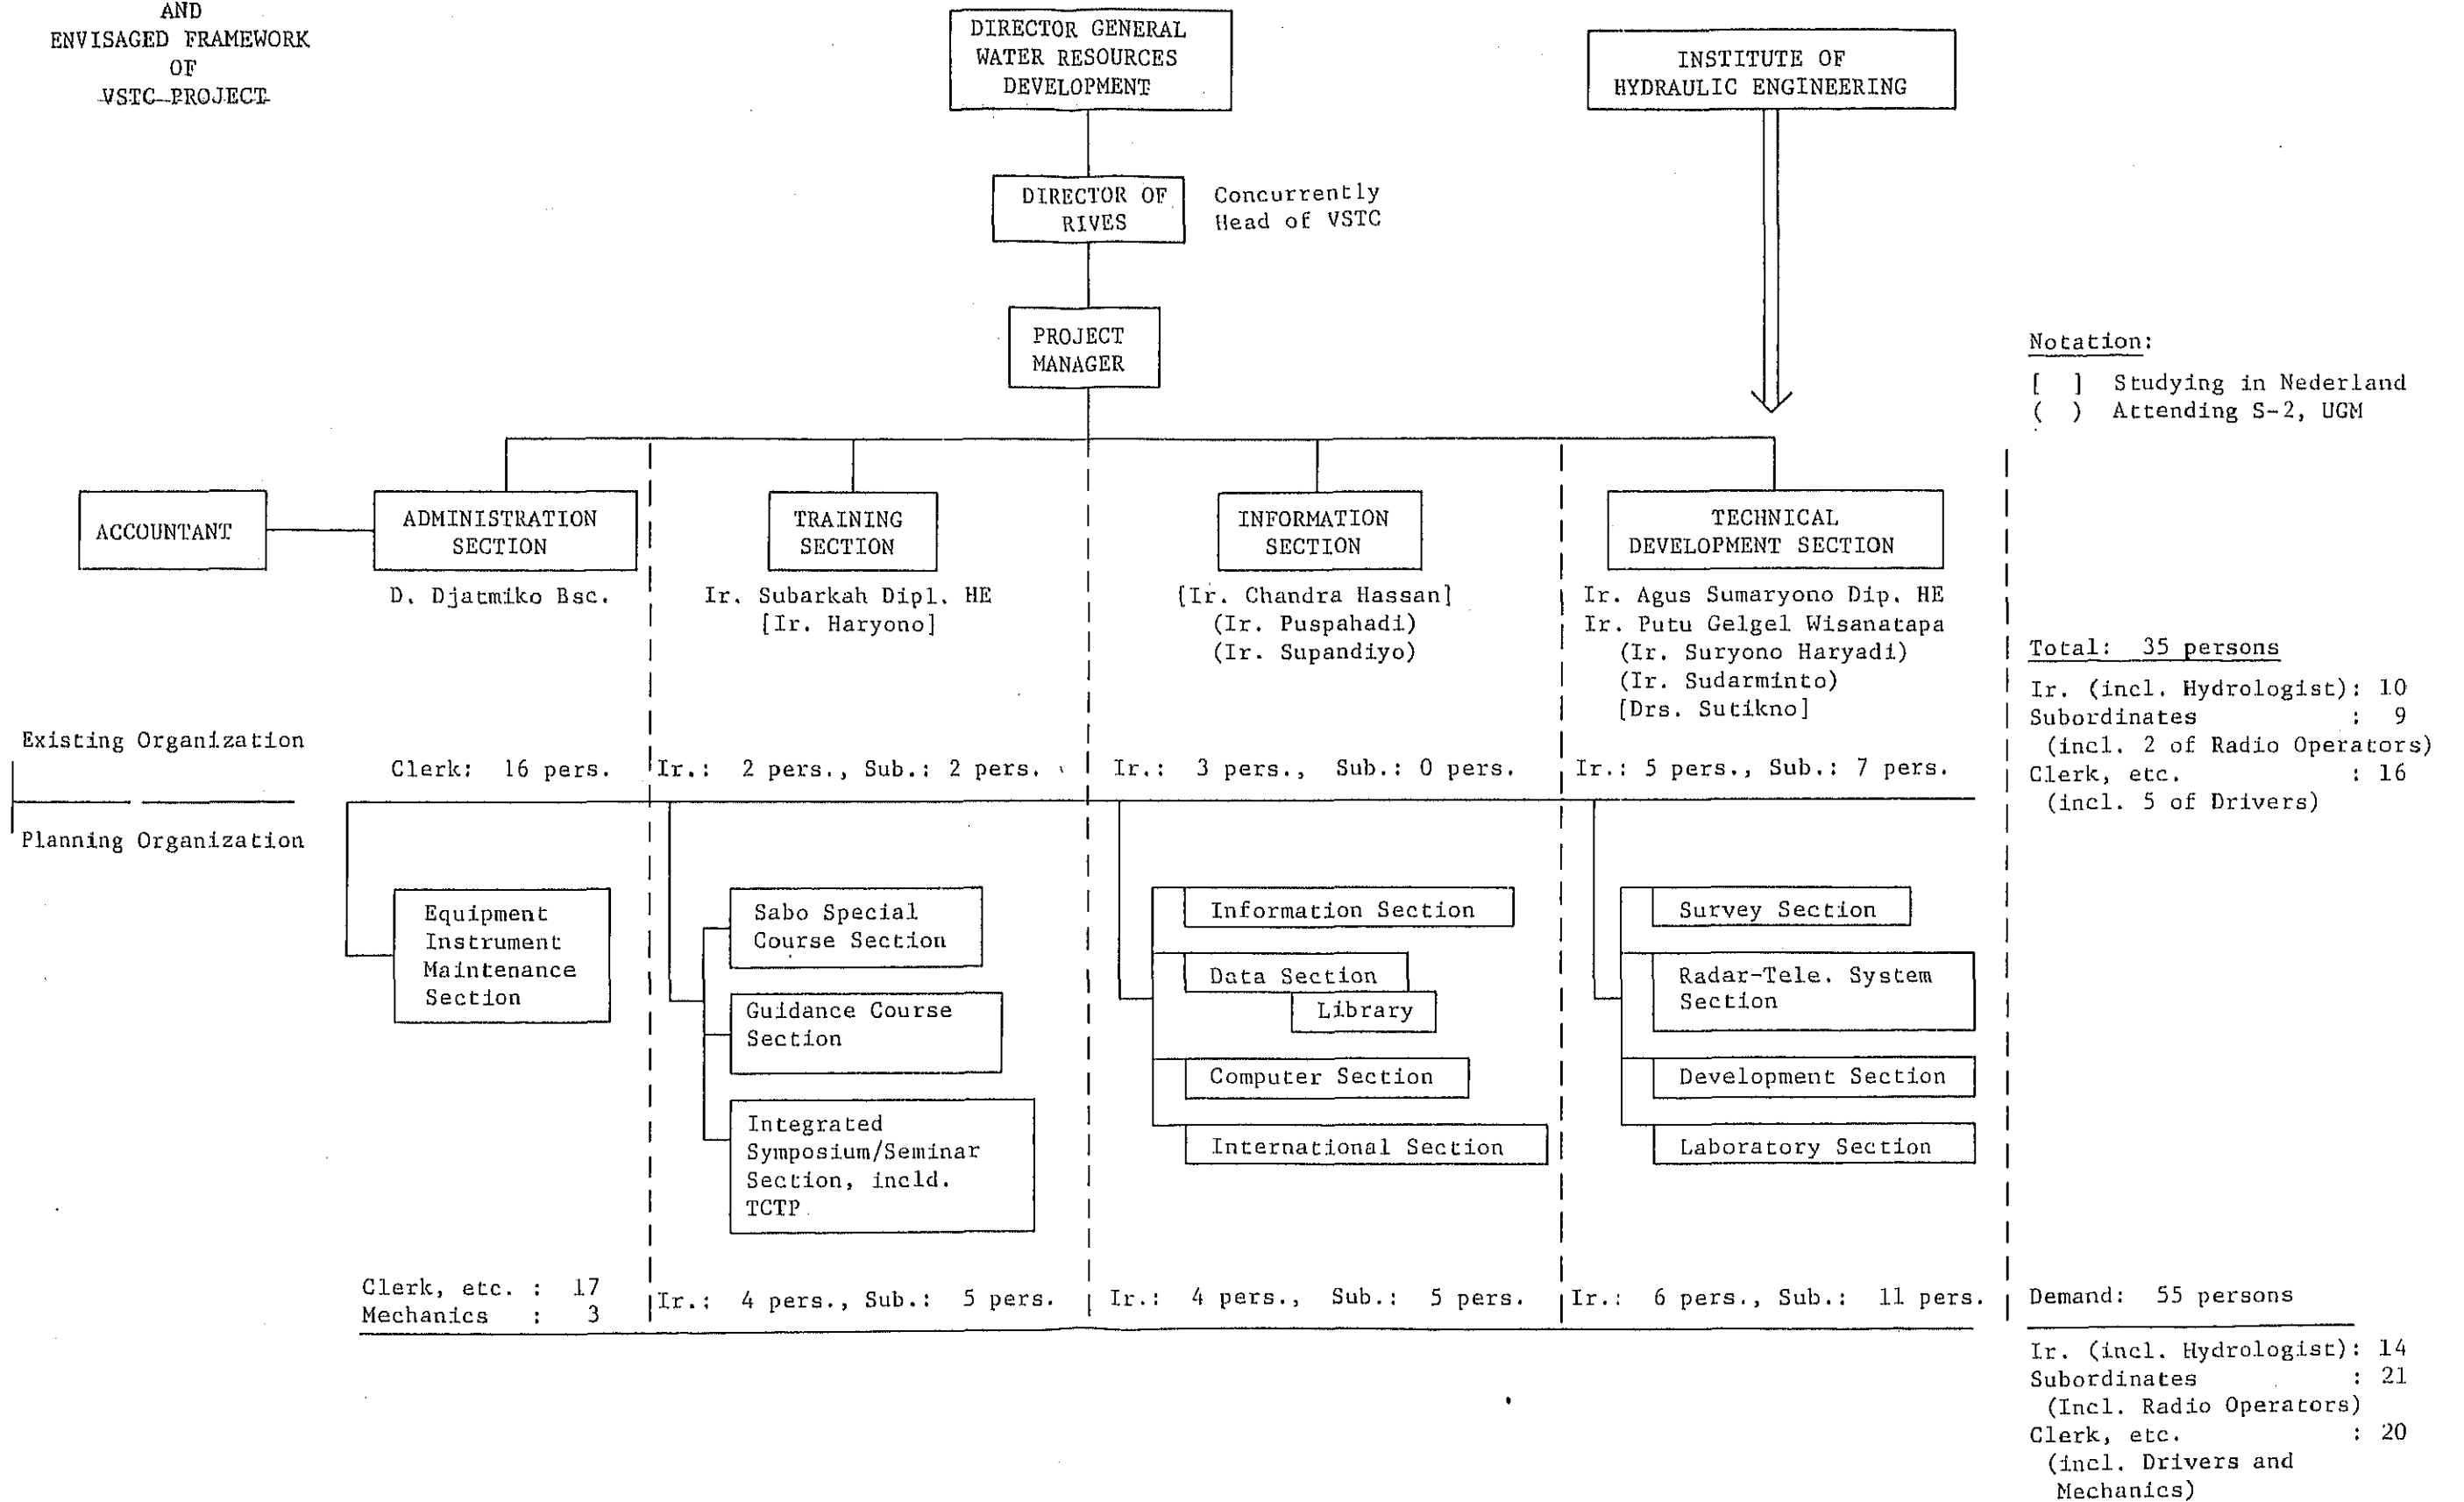 AND
ENVISAGED FRAMEWORK
OF
VSTC PROJECT
DIRECTOR GENERAL
WATER RESOURCES
DEVELOPMENT
INSTITUTE OF
HYDRAULIC ENGINEERING
DIRECTOR OF
RIVES
Concurrently
Head of VSTC
PROJECT
MANAGER
Notation:
[ ] Studying in Nederland
( ) Attending S-2, UGM
ACCOUNTANT
ADMINISTRATION
SECTION
D. Djatmiko Bsc.
TRAINING
SECTION
Ir. Subarkah Dipl. HE
[Ir. Haryono]
INFORMATION
SECTION
[Ir. Chandra Hassan]
(Ir. Puspahadi)
(Ir. Supandiyo)
TECHNICAL
DEVELOPMENT SECTION
Ir. Agus Sumaryono Dip. HE
Ir. Putu Gelgel Wisanatapa
(Ir. Suryono Haryadi)
(Ir. Sudarminto)
[Drs. Sutikno]
Total: 35 persons
Ir. (incl. Hydrologist): 10
Subordinates : 9
(incl. 2 of Radio Operators)
Clerk, etc. : 16
(incl. 5 of Drivers)
Existing Organization
Clerk: 16 pers.
Ir.: 2 pers., Sub.: 2 pers.
Ir.: 3 pers., Sub.: 0 pers.
Ir.: 5 pers., Sub.: 7 pers.
Planning Organization
Equipment
Instrument
Maintenance
Section
Sabo Special
Course Section
Guidance Course
Section
Integrated
Symposium/Seminar
Section, incld.
TCTP
Information Section
Data Section
Library
Computer Section
International Section
Survey Section
Radar-Tele. System
Section
Development Section
Laboratory Section
Clerk, etc. : 17
Mechanics : 3
Ir.: 4 pers., Sub.: 5 pers.
Ir.: 4 pers., Sub.: 5 pers.
Ir.: 6 pers., Sub.: 11 pers.
Demand: 55 persons
Ir. (incl. Hydrologist): 14
Subordinates : 21
(Incl. Radio Operators)
Clerk, etc. : 20
(incl. Drivers and
Mechanics)